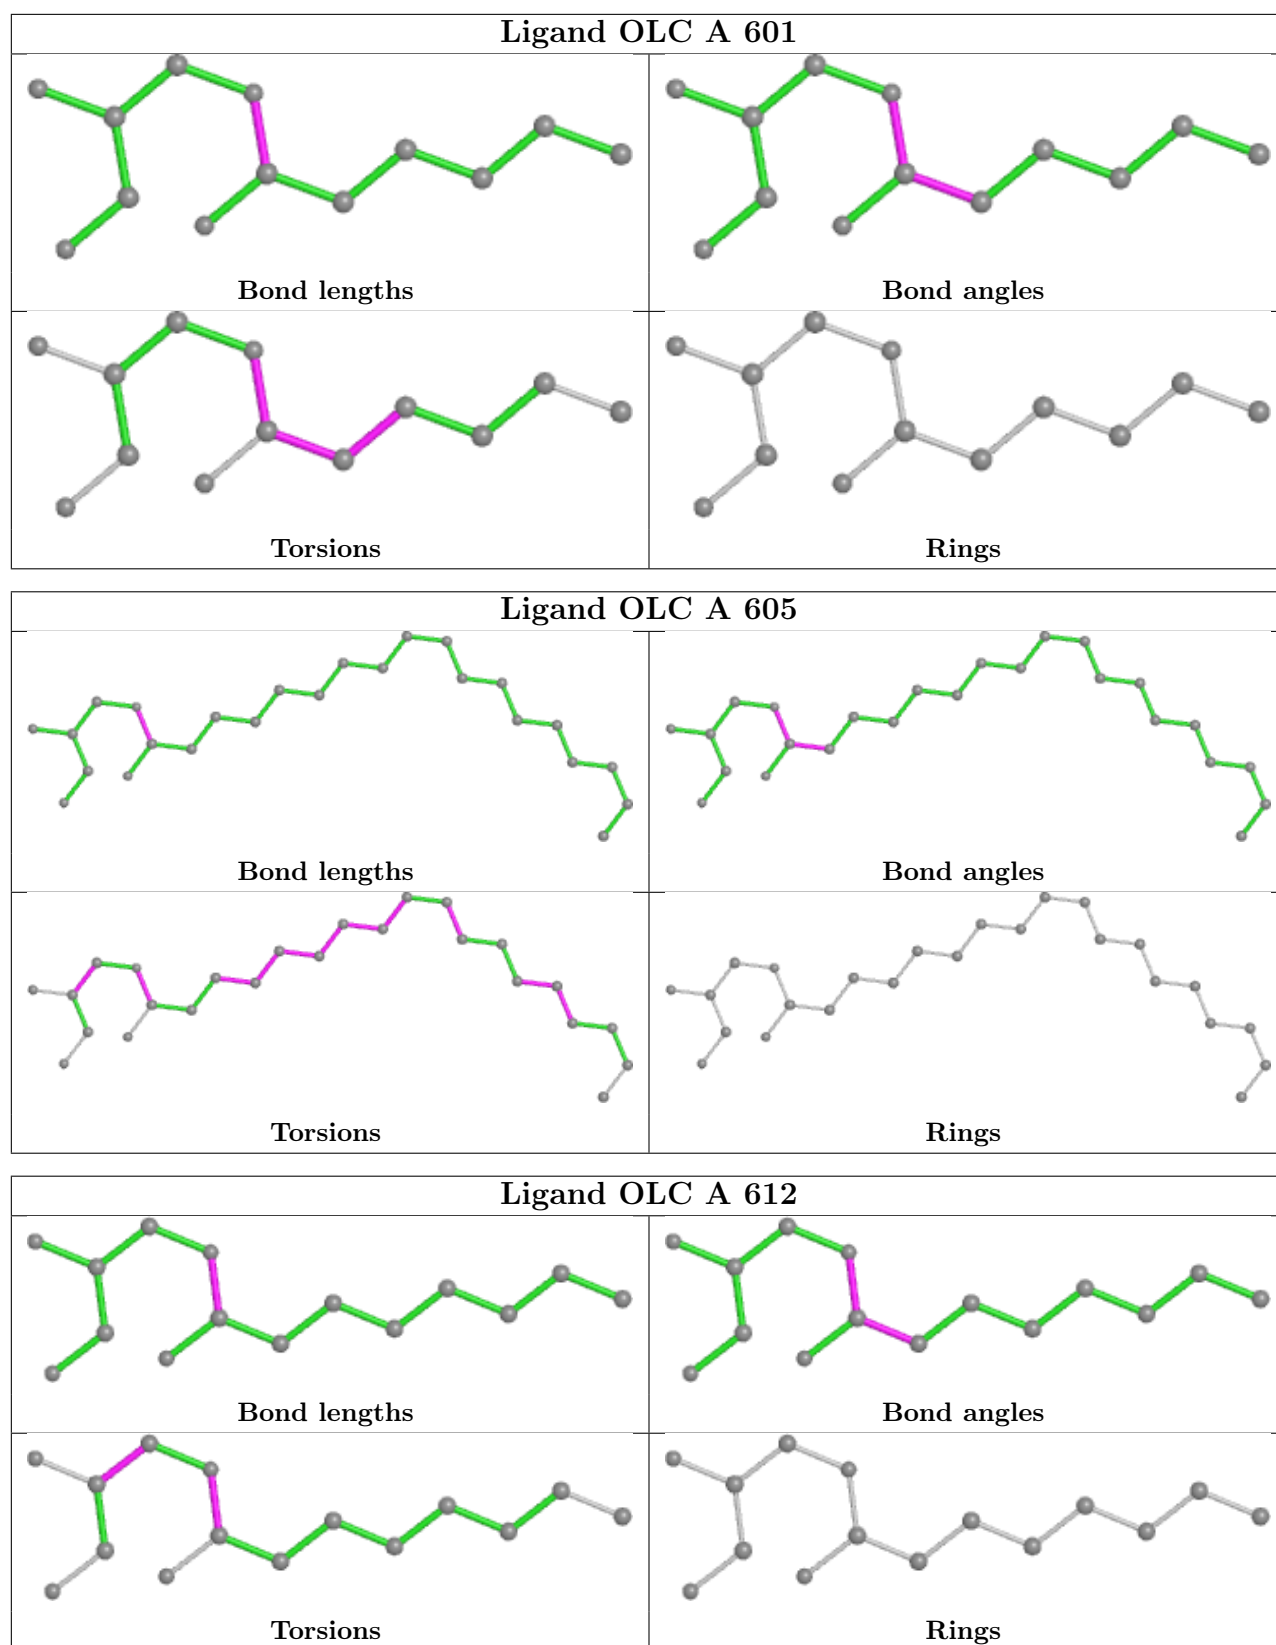 Ligand OLC A 601
Bond lengths
Bond angles
Torsions
Rings
Ligand OLC A 605
Bond lengths
Bond angles
Torsions
Rings
Ligand OLC A 612
Bond lengths
Bond angles
Torsions
Rings